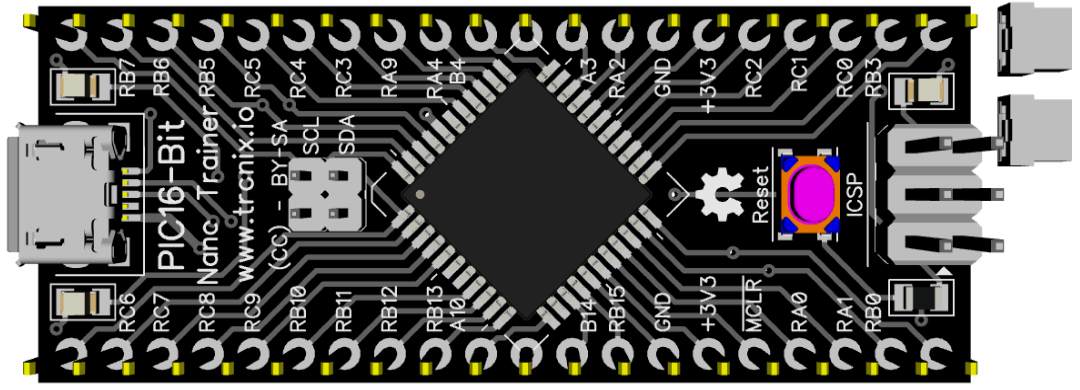 RB7
RB6
RB5
RC5
RC4
RC3
RA9
RA4
B4
A3
RA2
GND
+3V3
RC2
RC1
RC0
RB3
PIC16-Bit
Nano Trainer
www.trcnix.io
(CC) - BY-SA
SCL
SDA
Reset
ICSP
RC6
RC7
RC8
RC9
RB10
RB11
RB12
RB13
A10
B14
RB15
GND
+3V3
MCLR
RA0
RA1
RB0